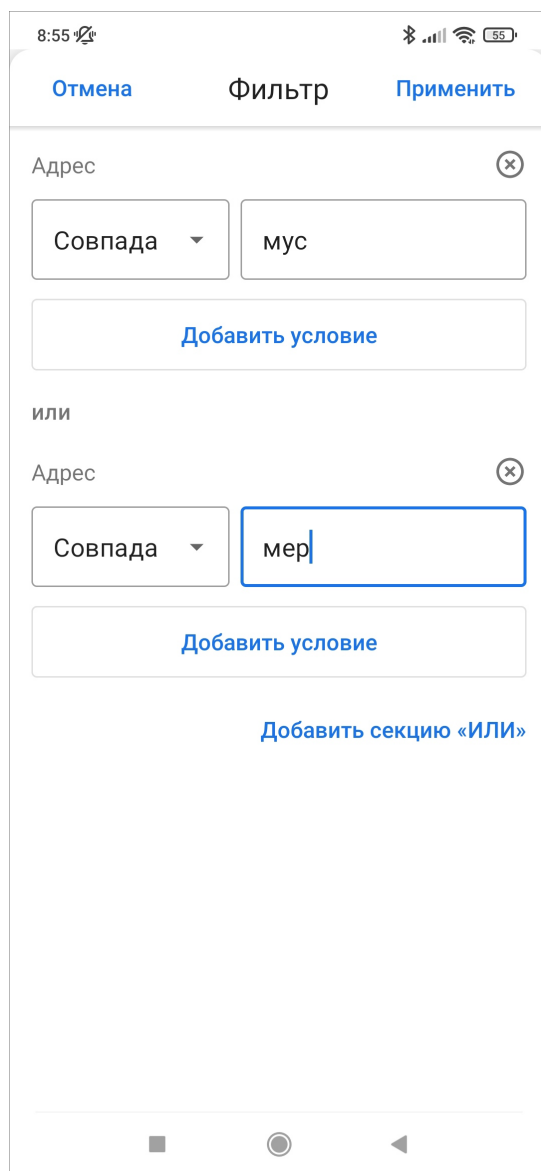 8:55
55
Отмена Фильтр Применить
Адрес
Совпада мус
Добавить условие
или
Адрес
Совпада мер
Добавить условие
Добавить секцию «ИЛИ»